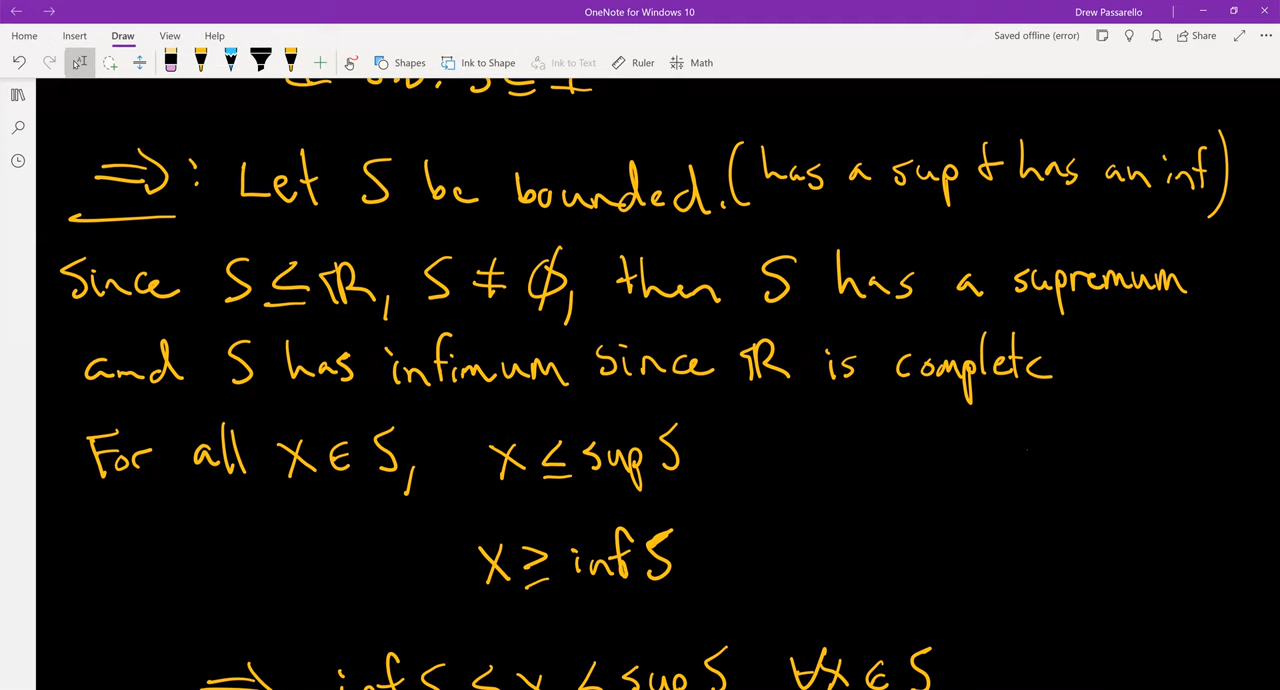 OneNote for Windows 10
Drew Passarello
Home Insert Draw View Help
Saved offline (error) Share
Shapes Ink to Shape Ink to Text Ruler Math
S ⊆ I
⇒: Let S be bounded. (has a sup & has an inf)
Since S ⊆ ℝ, S ≠ ∅, then S has a supremum
and S has infimum since ℝ is complete
For all x ∈ S, x ≤ sup S
x ≥ inf S
⇒ inf S ≤ x ≤ sup S ∀x ∈ S